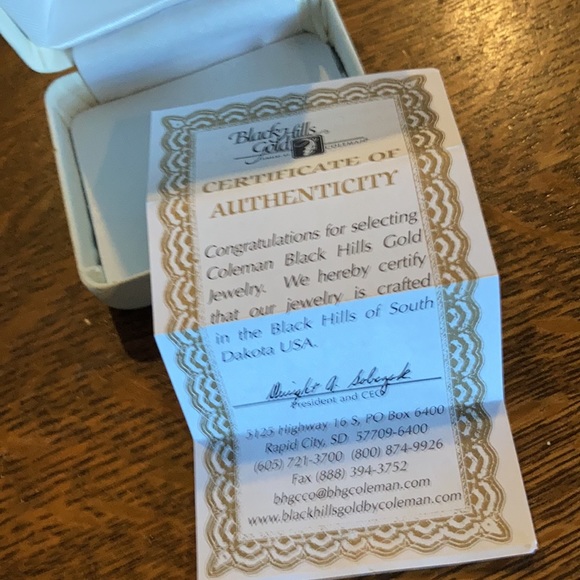 Black Hills
Gold
COLEMAN
CERTIFICATE OF
AUTHENTICITY
Congratulations for selecting
Coleman Black Hills Gold
Jewelry. We hereby certify
that our jewelry is crafted
in the Black Hills of South
Dakota USA.
President and CEO
5125 Highway 16 S, PO Box 6400
Rapid City, SD 57709-6400
(605) 721-3700 (800) 874-9926
Fax (888) 394-3752
bhgcco@bhgcoleman.com
www.blackhillsgoldbycoleman.com